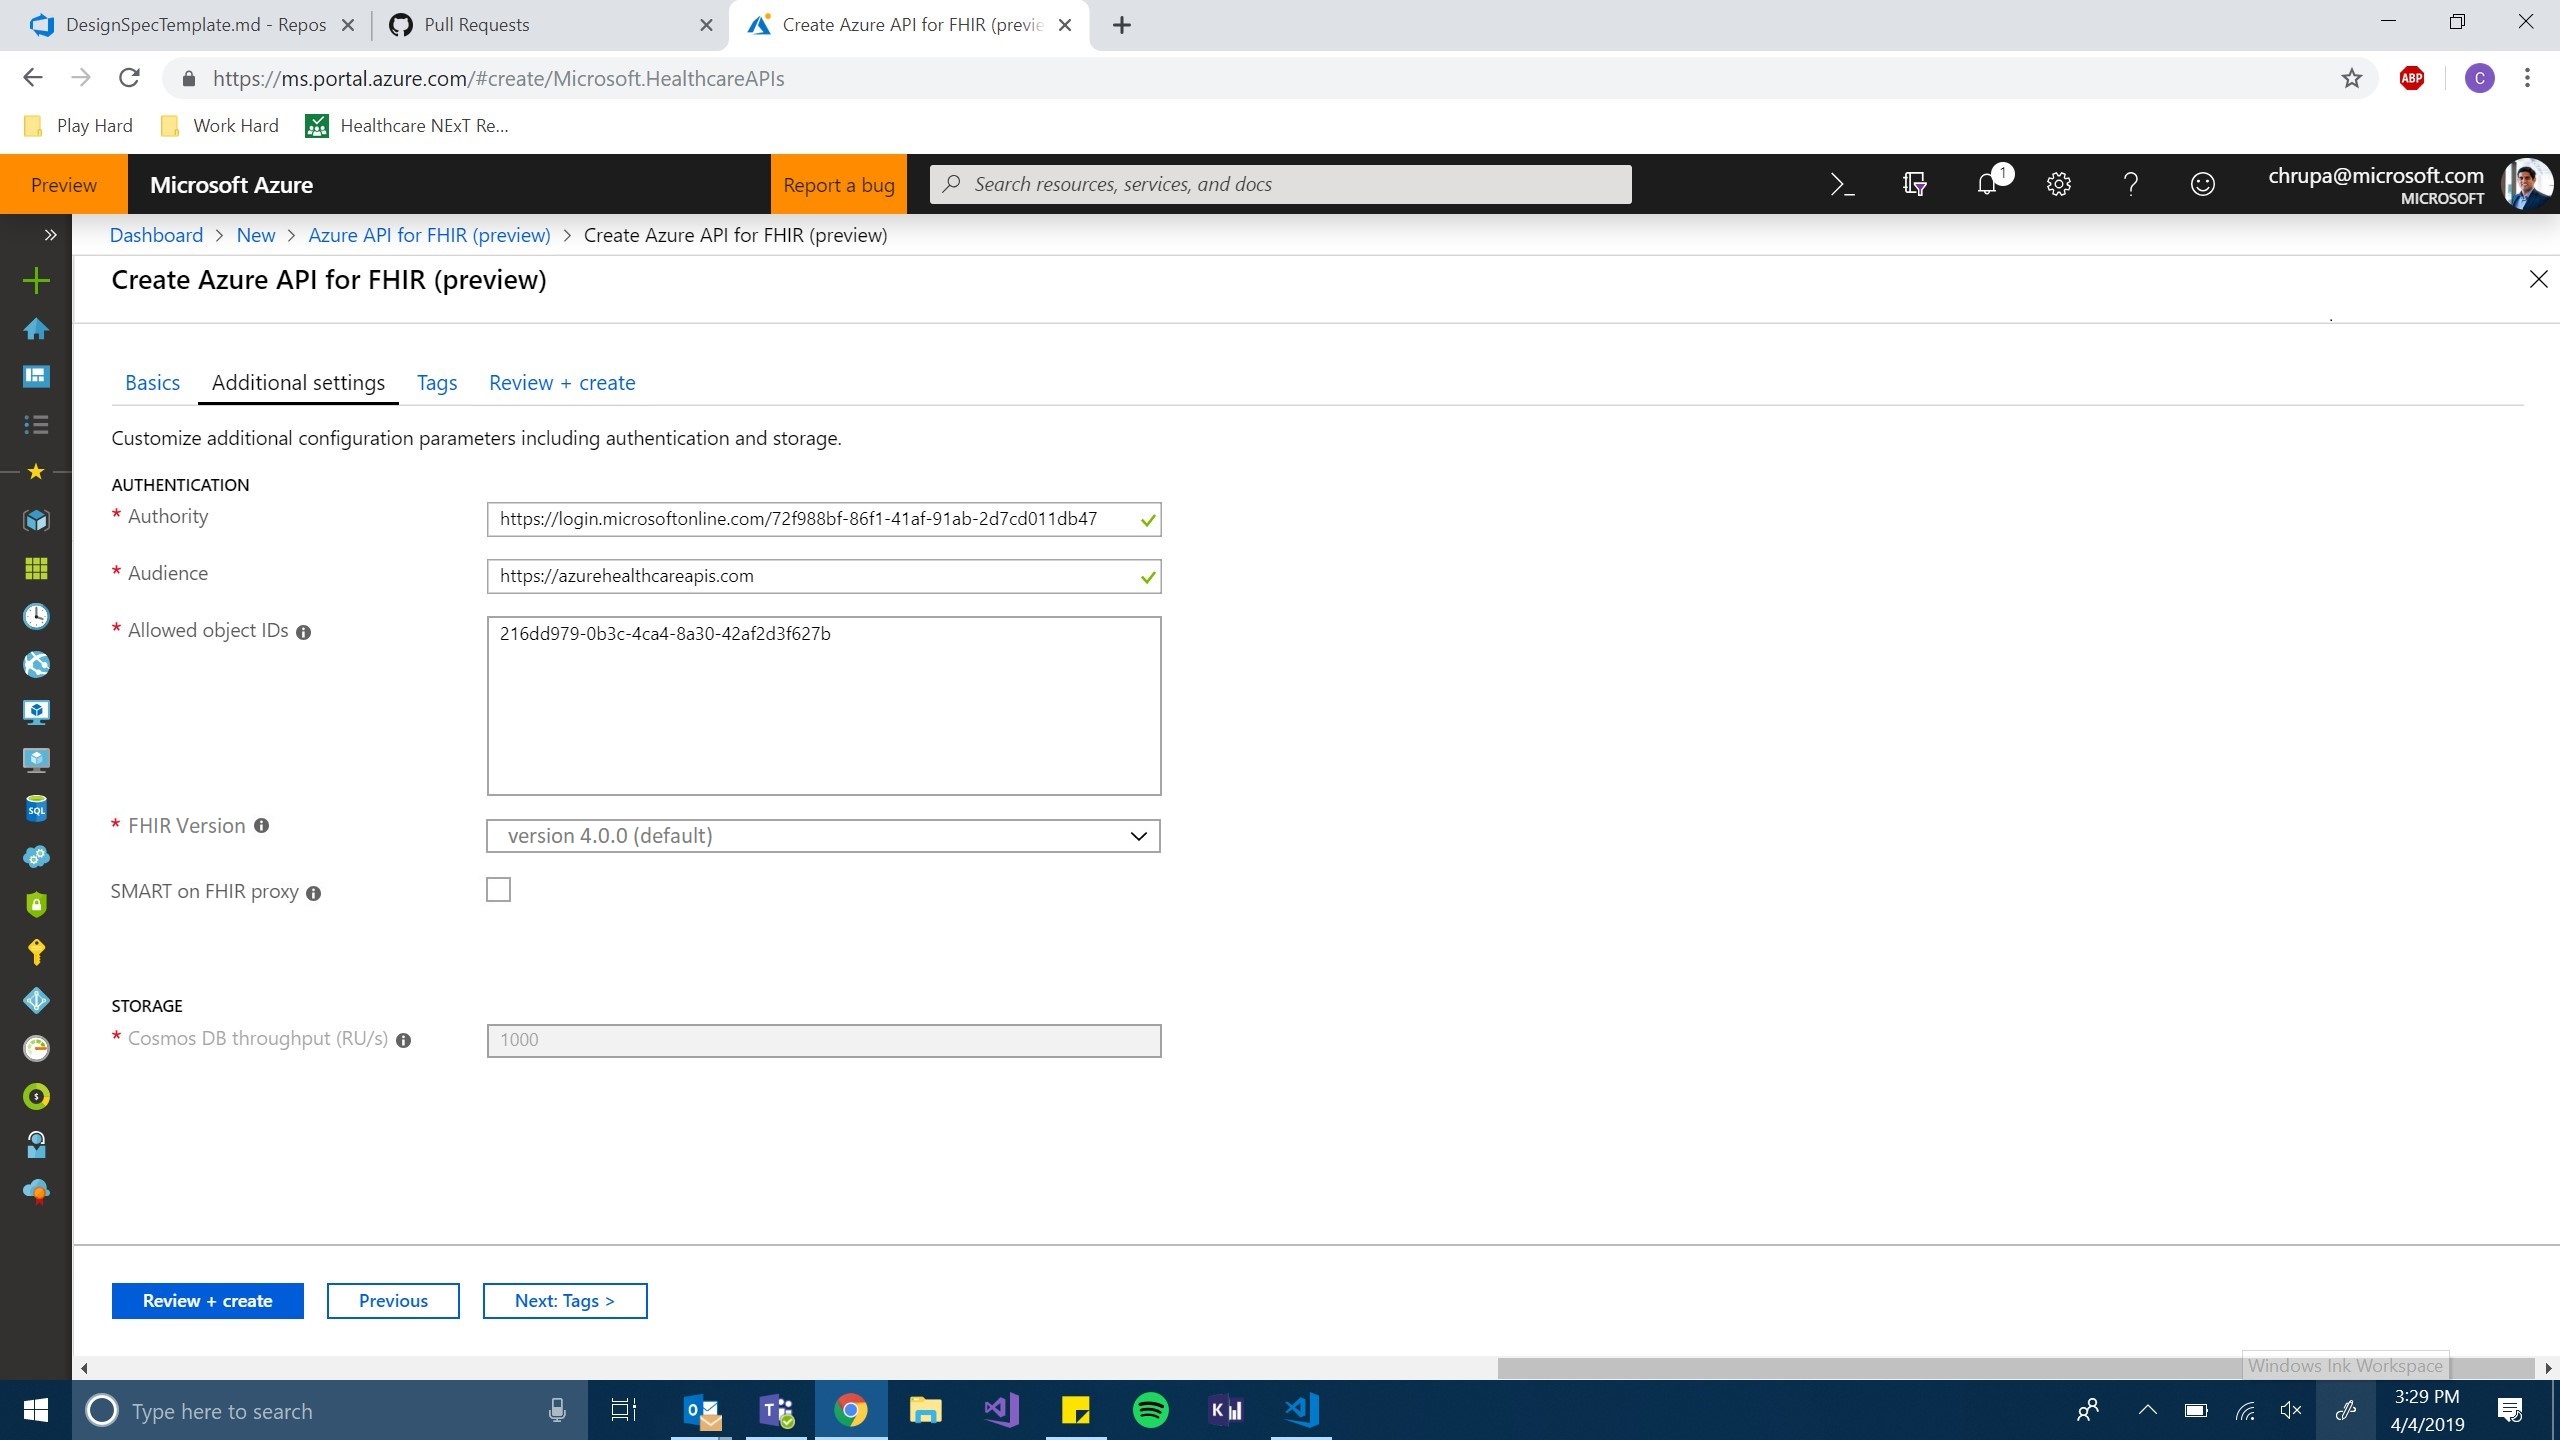 DesignSpecTemplate.md - Repos
Pull Requests
Create Azure API for FHIR (previe
https://ms.portal.azure.com/#create/Microsoft.HealthcareAPIs
ABP
C
Play Hard
Work Hard
Healthcare NExT Re...
Preview
Microsoft Azure
Report a bug
Search resources, services, and docs
1
chrupa@microsoft.com
MICROSOFT
Dashboard > New > Azure API for FHIR (preview) > Create Azure API for FHIR (preview)
Create Azure API for FHIR (preview)
Basics
Additional settings
Tags
Review + create
Customize additional configuration parameters including authentication and storage.
AUTHENTICATION
* Authority
https://login.microsoftonline.com/72f988bf-86f1-41af-91ab-2d7cd011db47
* Audience
https://azurehealthcareapis.com
* Allowed object IDs
216dd979-0b3c-4ca4-8a30-42af2d3f627b
* FHIR Version
version 4.0.0 (default)
SMART on FHIR proxy
STORAGE
* Cosmos DB throughput (RU/s)
1000
Review + create
Previous
Next: Tags >
Windows Ink Workspace
Type here to search
3:29 PM
4/4/2019